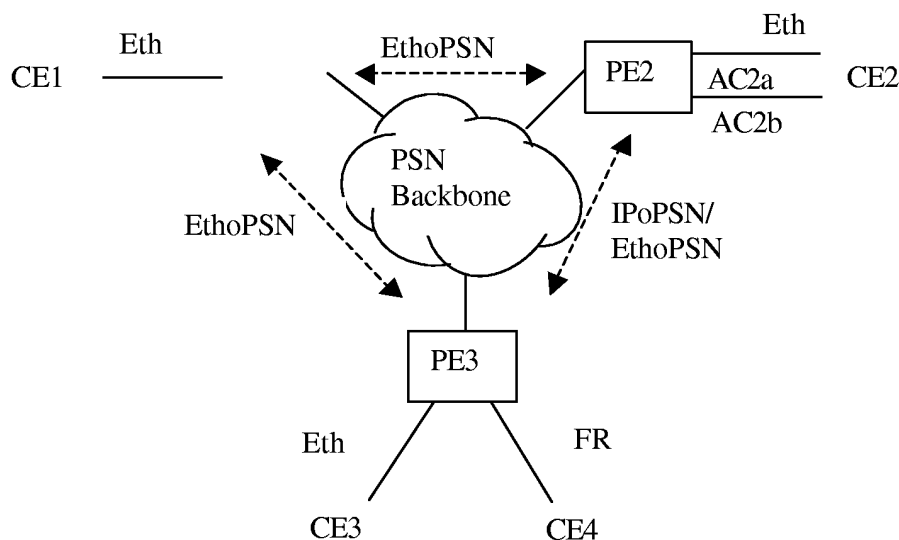 Eth
EthoPSN
Eth
CE1
PE2
AC2a
CE2
AC2b
PSN
Backbone
EthoPSN
IPoPSN/
EthoPSN
PE3
Eth
FR
CE3
CE4